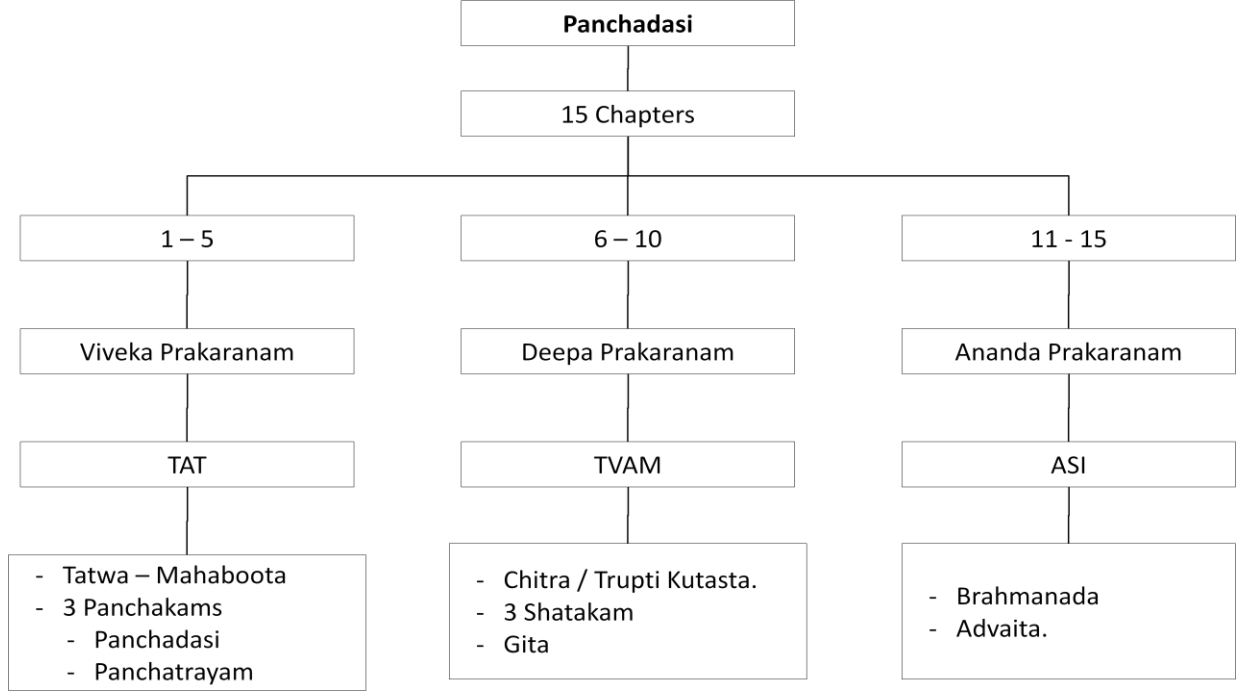 Panchadasi
15 Chapters
1 – 5
6 – 10
11 - 15
Viveka Prakaranam
Deepa Prakaranam
Ananda Prakaranam
TAT
TVAM
ASI
- Tatwa – Mahaboota
- 3 Panchakams
- Panchadasi
- Panchatrayam
- Chitra / Trupti Kutasta.
- 3 Shatakam
- Gita
- Brahmanada
- Advaita.